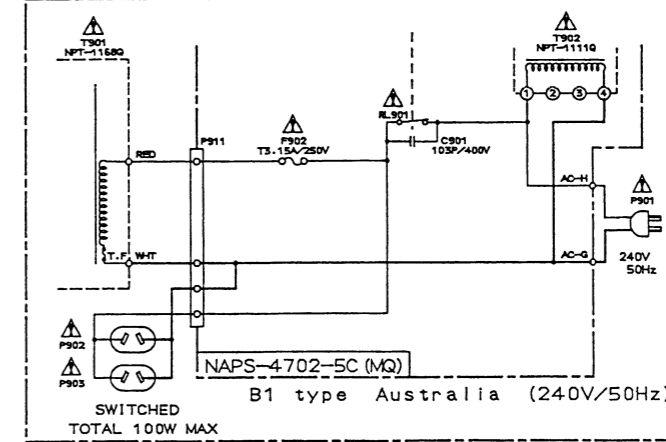 T901
NPT-1168Q
T902
NPT-1111Q
1 2 3 4
RL901
P911
F902
T3.15A/250V
C901
103P/400V
RED
AC-H
P901
T.F
WHT
AC-G
240V
50Hz
P902
P903
NAPS-4702-5C (MQ)
B1 type Australia (240V/50Hz)
SWITCHED
TOTAL 100W MAX